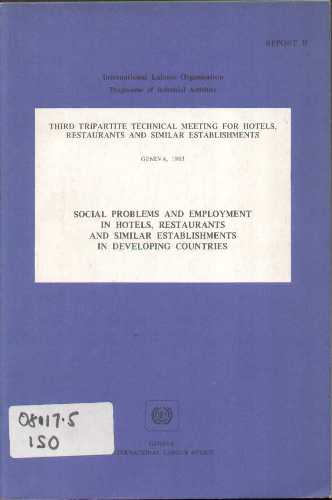 REPORT II
International Labour Organisation
Programme of Industrial Activities
THIRD TRIPARTITE TECHNICAL MEETING FOR HOTELS,
RESTAURANTS AND SIMILAR ESTABLISHMENTS
GENEVA, 1983
SOCIAL PROBLEMS AND EMPLOYMENT
IN HOTELS, RESTAURANTS
AND SIMILAR ESTABLISHMENTS
IN DEVELOPING COUNTRIES
08117.5
ISO
GENEVA
INTERNATIONAL LABOUR OFFICE